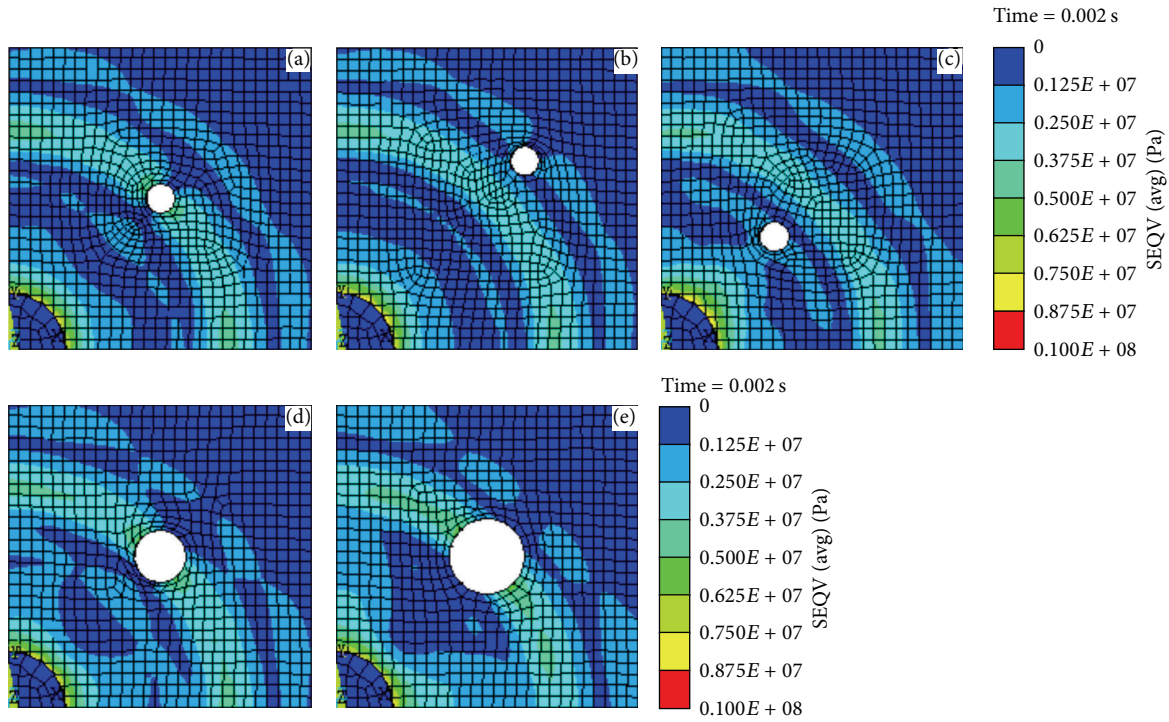 Time = 0.002 s
(a)
(b)
(c)
0
0.125E + 07
0.250E + 07
0.375E + 07
0.500E + 07
0.625E + 07
0.750E + 07
0.875E + 07
0.100E + 08
SEQV (avg) (Pa)
Y
Z
Y
Z
Y
Z
Time = 0.002 s
(d)
(e)
0
0.125E + 07
0.250E + 07
0.375E + 07
0.500E + 07
0.625E + 07
0.750E + 07
0.875E + 07
0.100E + 08
SEQV (avg) (Pa)
Y
Z
Y
Z